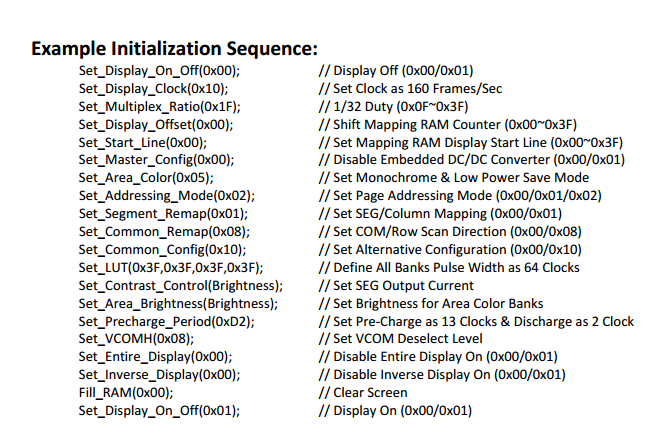 Example Initialization Sequence:
Set_Display_On_Off(0x00); // Display Off (0x00/0x01)
Set_Display_Clock(0x10); // Set Clock as 160 Frames/Sec
Set_Multiplex_Ratio(0x1F); // 1/32 Duty (0x0F~0x3F)
Set_Display_Offset(0x00); // Shift Mapping RAM Counter (0x00~0x3F)
Set_Start_Line(0x00); // Set Mapping RAM Display Start Line (0x00~0x3F)
Set_Master_Config(0x00); // Disable Embedded DC/DC Converter (0x00/0x01)
Set_Area_Color(0x05); // Set Monochrome & Low Power Save Mode
Set_Addressing_Mode(0x02); // Set Page Addressing Mode (0x00/0x01/0x02)
Set_Segment_Remap(0x01); // Set SEG/Column Mapping (0x00/0x01)
Set_Common_Remap(0x08); // Set COM/Row Scan Direction (0x00/0x08)
Set_Common_Config(0x10); // Set Alternative Configuration (0x00/0x10)
Set_LUT(0x3F,0x3F,0x3F,0x3F); // Define All Banks Pulse Width as 64 Clocks
Set_Contrast_Control(Brightness); // Set SEG Output Current
Set_Area_Brightness(Brightness); // Set Brightness for Area Color Banks
Set_Precharge_Period(0xD2); // Set Pre-Charge as 13 Clocks & Discharge as 2 Clock
Set_VCOMH(0x08); // Set VCOM Deselect Level
Set_Entire_Display(0x00); // Disable Entire Display On (0x00/0x01)
Set_Inverse_Display(0x00); // Disable Inverse Display On (0x00/0x01)
Fill_RAM(0x00); // Clear Screen
Set_Display_On_Off(0x01); // Display On (0x00/0x01)